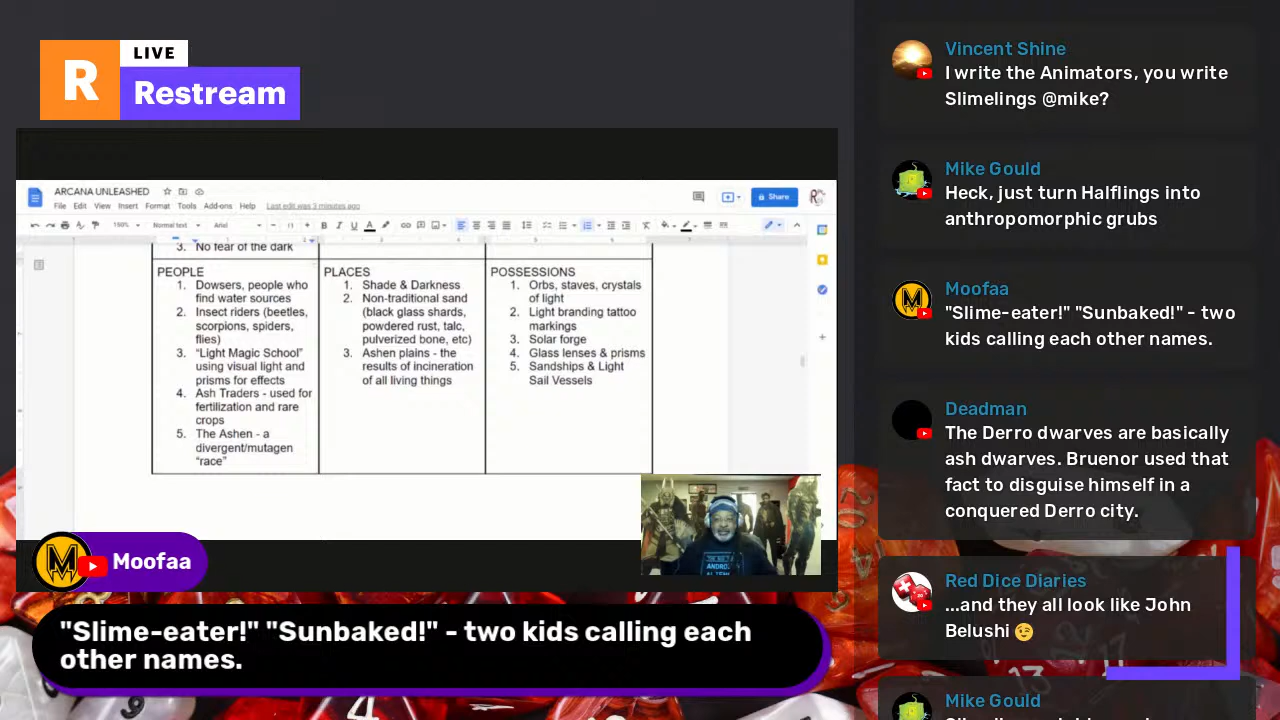 R
LIVE
Restream
ARCANA UNLEASHED
File Edit View Insert Format Tools Add-ons Help Last edit was 3 minutes ago
Share
Normal text
Arial
3. No fear of the dark
PEOPLE
1. Dowsers, people who
find water sources
2. Insect riders (beetles,
scorpions, spiders,
flies)
3. “Light Magic School”
using visual light and
prisms for effects
4. Ash Traders - used for
fertilization and rare
crops
5. The Ashen - a
divergent/mutagen
“race”
PLACES
1. Shade & Darkness
2. Non-traditional sand
(black glass shards,
powdered rust, talc,
pulverized bone, etc)
3. Ashen plains - the
results of incineration
of all living things
POSSESSIONS
1. Orbs, staves, crystals
of light
2. Light branding tattoo
markings
3. Solar forge
4. Glass lenses & prisms
5. Sandships & Light
Sail Vessels
Moofaa
"Slime-eater!" "Sunbaked!" - two kids calling each
other names.
Vincent Shine
I write the Animators, you write
Slimelings @mike?
Mike Gould
Heck, just turn Halflings into
anthropomorphic grubs
Moofaa
"Slime-eater!" "Sunbaked!" - two
kids calling each other names.
Deadman
The Derro dwarves are basically
ash dwarves. Bruenor used that
fact to disguise himself in a
conquered Derro city.
Red Dice Diaries
...and they all look like John
Belushi 😉
Mike Gould